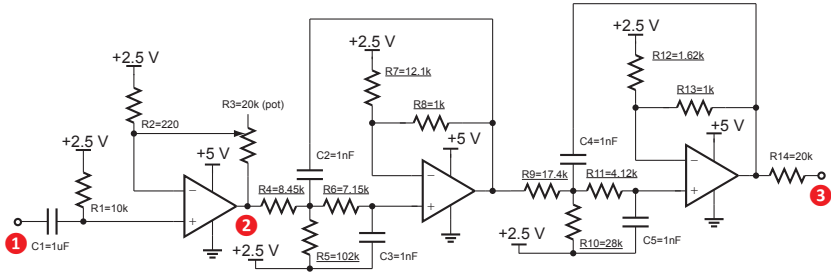 +2.5 V
R2=220
R3=20k (pot)
+2.5 V
R1=10k
+5 V
−
+
1
C1=1uF
2
R4=8.45k
R6=7.15k
C2=1nF
R5=102k
+2.5 V
C3=1nF
+2.5 V
R7=12.1k
R8=1k
+5 V
−
+
R9=17.4k
R11=4.12k
C4=1nF
R10=28k
+2.5 V
C5=1nF
+2.5 V
R12=1.62k
R13=1k
+5 V
−
+
R14=20k
3